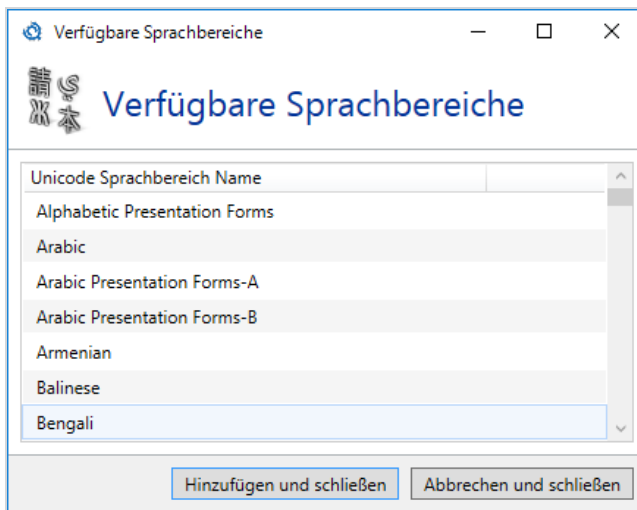 Verfügbare Sprachbereiche
Verfügbare Sprachbereiche
Unicode Sprachbereich Name
Alphabetic Presentation Forms
Arabic
Arabic Presentation Forms-A
Arabic Presentation Forms-B
Armenian
Balinese
Bengali
Hinzufügen und schließen Abbrechen und schließen